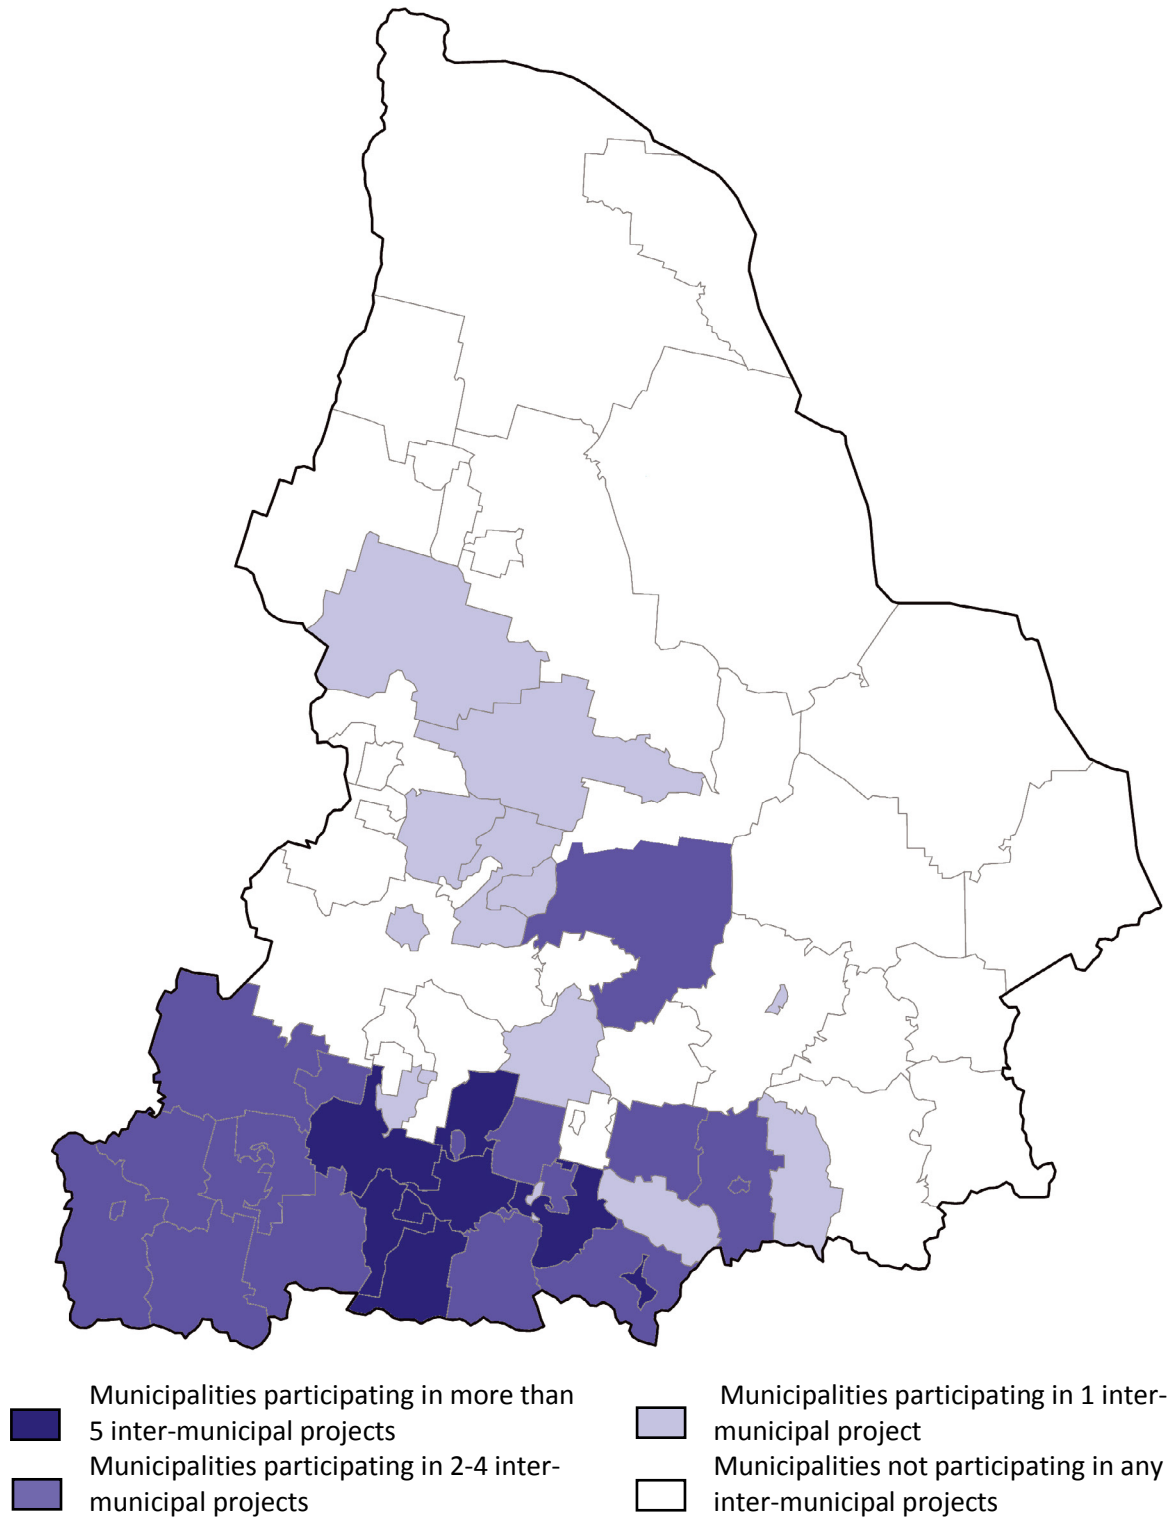 Municipalities participating in more than
5 inter-municipal projects
Municipalities participating in 2-4 inter-
municipal projects
Municipalities participating in 1 inter-
municipal project
Municipalities not participating in any
inter-municipal projects